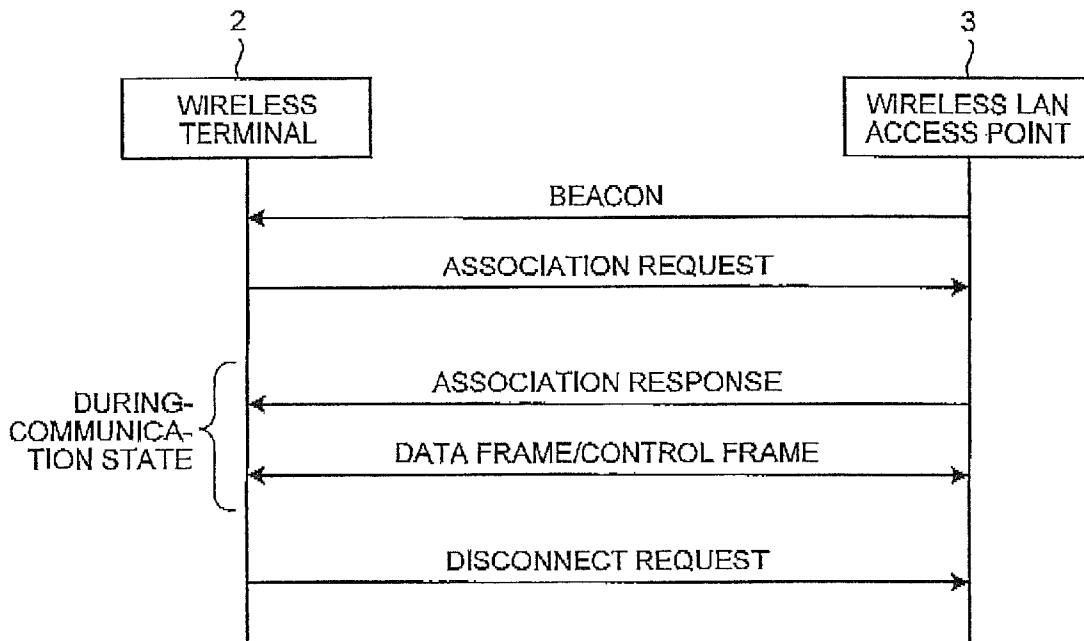 2
3
WIRELESS
TERMINAL
WIRELESS LAN
ACCESS POINT
BEACON
ASSOCIATION REQUEST
ASSOCIATION RESPONSE
DURING-
COMMUNICA-
TION STATE
DATA FRAME/CONTROL FRAME
DISCONNECT REQUEST